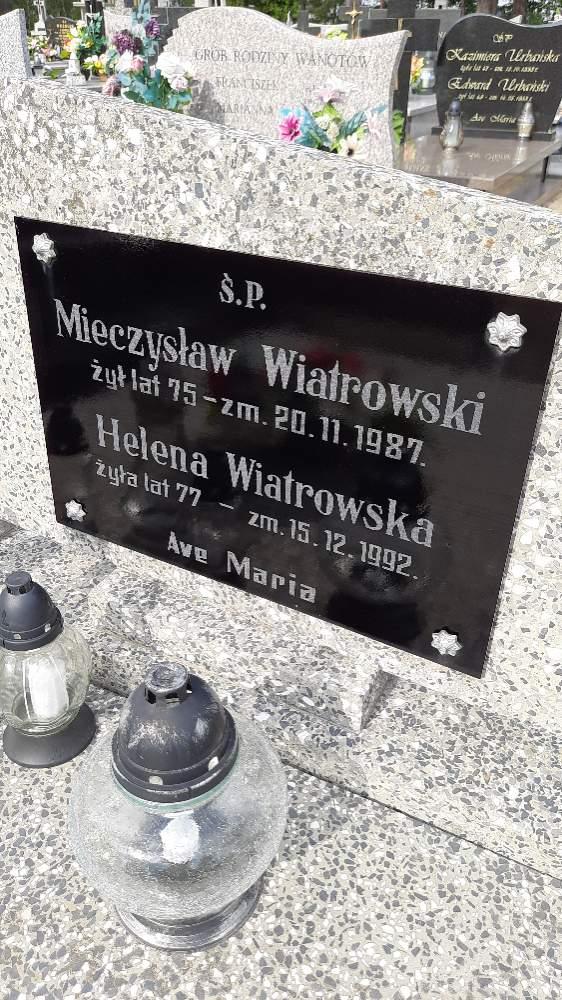 GROB RODZINY WANOTÓW
Ś.P.
Kazimiera Urbańska
Edward Urbański
Ave Maria
Ś.P.
Mieczysław Wiatrowski
żył lat 75 – zm. 20.11.1987.
Helena Wiatrowska
żyła lat 77 – zm. 15.12.1992.
Ave Maria